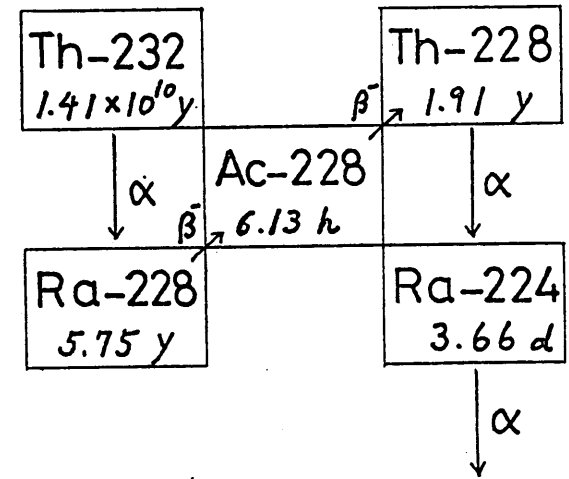 Th-232
1.41×10¹⁰y
α
Th-228
1.91 y
β⁻
Ac-228
6.13 h
β⁻
α
Ra-228
5.75 y
Ra-224
3.66 d
α